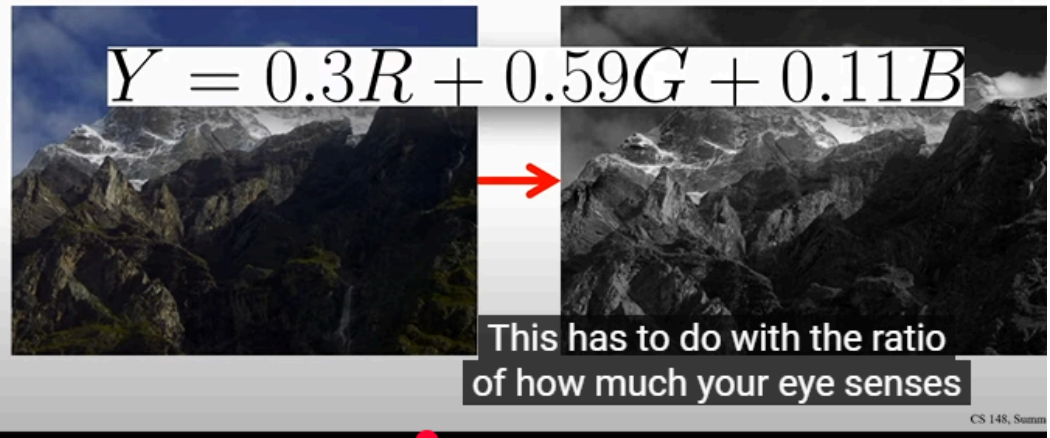 Y = 0.3R + 0.59G + 0.11B
This has to do with the ratio
of how much your eye senses
CS 148, Summ